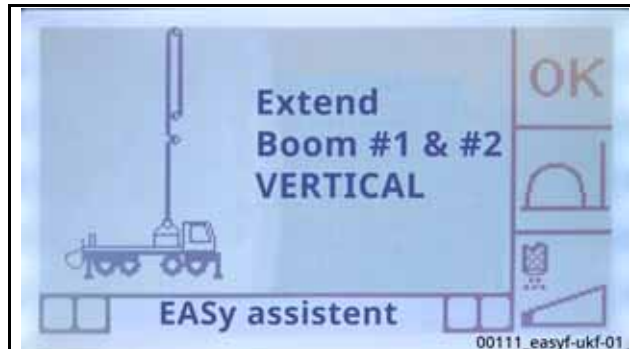 OK
Extend
Boom #1 & #2
VERTICAL
EASy assistent
00111_easyf-ukf-01